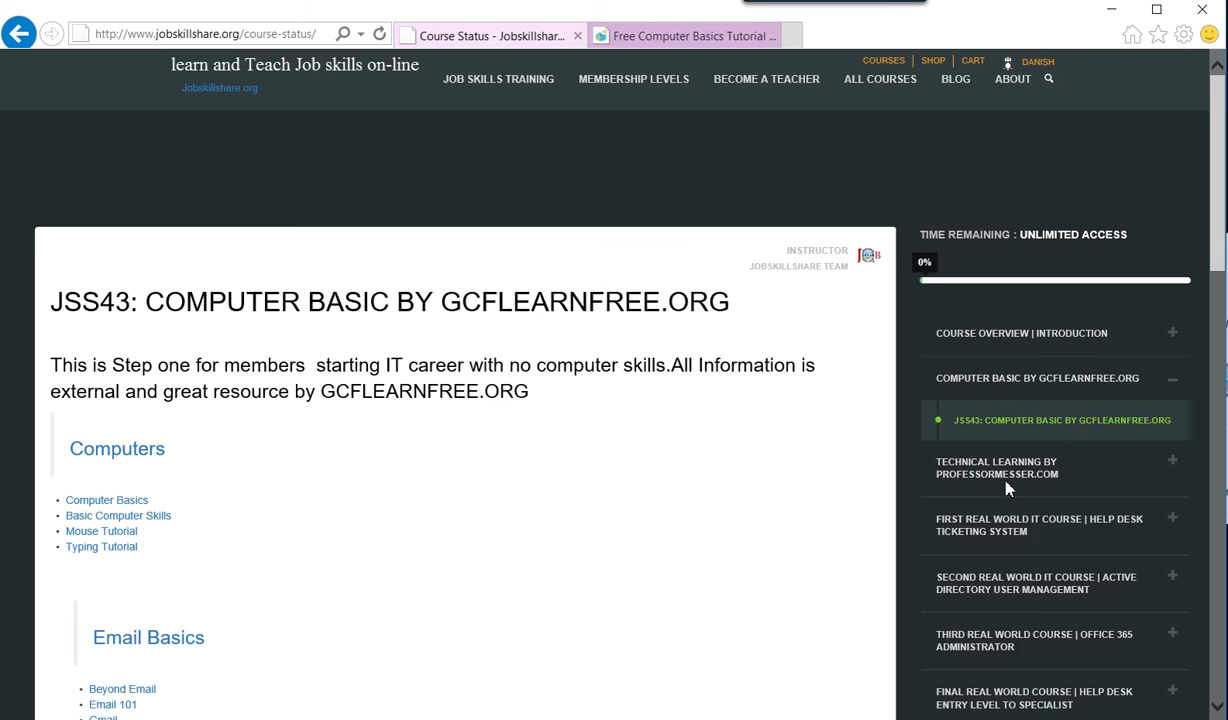 http://www.jobskillshare.org/course-status/
Course Status - Jobskillshar...
Free Computer Basics Tutorial ...
learn and Teach Job skills on-line
Jobskillshare.org
COURSES
SHOP
CART
DANISH
JOB SKILLS TRAINING
MEMBERSHIP LEVELS
BECOME A TEACHER
ALL COURSES
BLOG
ABOUT
INSTRUCTOR
JOBSKILLSHARE TEAM
JSS43: COMPUTER BASIC BY GCFLEARNFREE.ORG
This is Step one for members starting IT career with no computer skills.All Information is
external and great resource by GCFLEARNFREE.ORG
Computers
Computer Basics
Basic Computer Skills
Mouse Tutorial
Typing Tutorial
Email Basics
Beyond Email
Email 101
Gmail
TIME REMAINING : UNLIMITED ACCESS
0%
COURSE OVERVIEW | INTRODUCTION
COMPUTER BASIC BY GCFLEARNFREE.ORG
JSS43: COMPUTER BASIC BY GCFLEARNFREE.ORG
TECHNICAL LEARNING BY
PROFESSORMESSER.COM
FIRST REAL WORLD IT COURSE | HELP DESK
TICKETING SYSTEM
SECOND REAL WORLD IT COURSE | ACTIVE
DIRECTORY USER MANAGEMENT
THIRD REAL WORLD COURSE | OFFICE 365
ADMINISTRATOR
FINAL REAL WORLD COURSE | HELP DESK
ENTRY LEVEL TO SPECIALIST